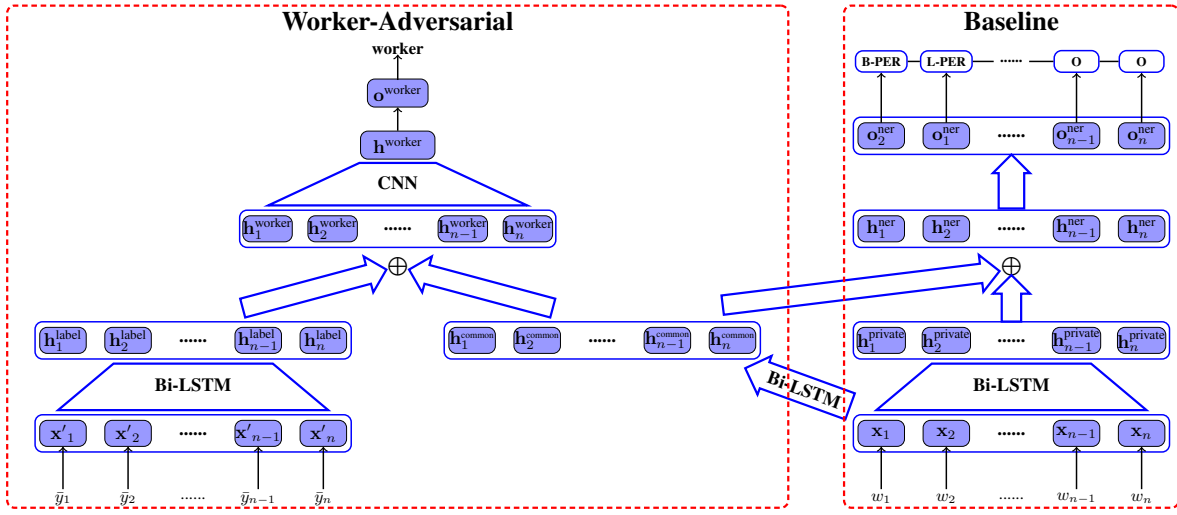 Worker-Adversarial
worker
o^worker
h^worker
CNN
h_1^worker h_2^worker ...... h_{n−1}^worker h_n^worker
⊕
h_1^label h_2^label ...... h_{n−1}^label h_n^label
h_1^common h_2^common ...... h_{n−1}^common h_n^common
Bi-LSTM
Bi-LSTM
x'_1 x'_2 ...... x'_{n−1} x'_n
ȳ_1 ȳ_2 ...... ȳ_{n−1} ȳ_n
Baseline
B-PER L-PER ...... O O
o_2^ner o_1^ner ...... o_{n−1}^ner o_n^ner
h_1^ner h_2^ner ...... h_{n−1}^ner h_n^ner
⊕
h_1^private h_2^private ...... h_{n−1}^private h_n^private
Bi-LSTM
x_1 x_2 ...... x_{n−1} x_n
w_1 w_2 ...... w_{n−1} w_n